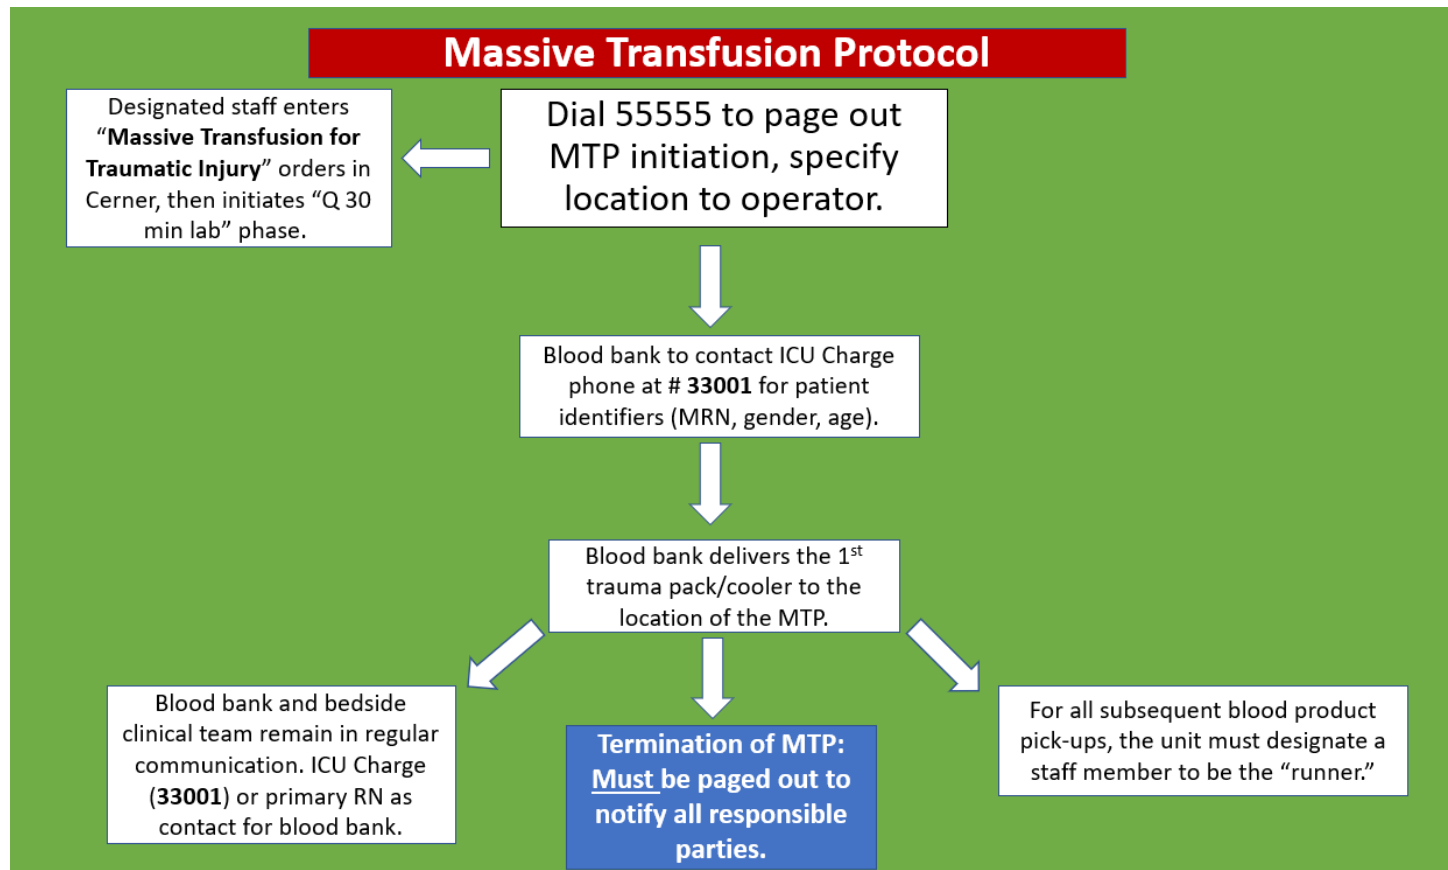 Massive Transfusion Protocol
Designated staff enters
“Massive Transfusion for
Traumatic Injury” orders in
Cerner, then initiates “Q 30
min lab” phase.
Dial 55555 to page out
MTP initiation, specify
location to operator.
Blood bank to contact ICU Charge
phone at # 33001 for patient
identifiers (MRN, gender, age).
Blood bank delivers the 1st
trauma pack/cooler to the
location of the MTP.
Blood bank and bedside
clinical team remain in regular
communication. ICU Charge
(33001) or primary RN as
contact for blood bank.
Termination of MTP:
Must be paged out to
notify all responsible
parties.
For all subsequent blood product
pick-ups, the unit must designate a
staff member to be the “runner.”